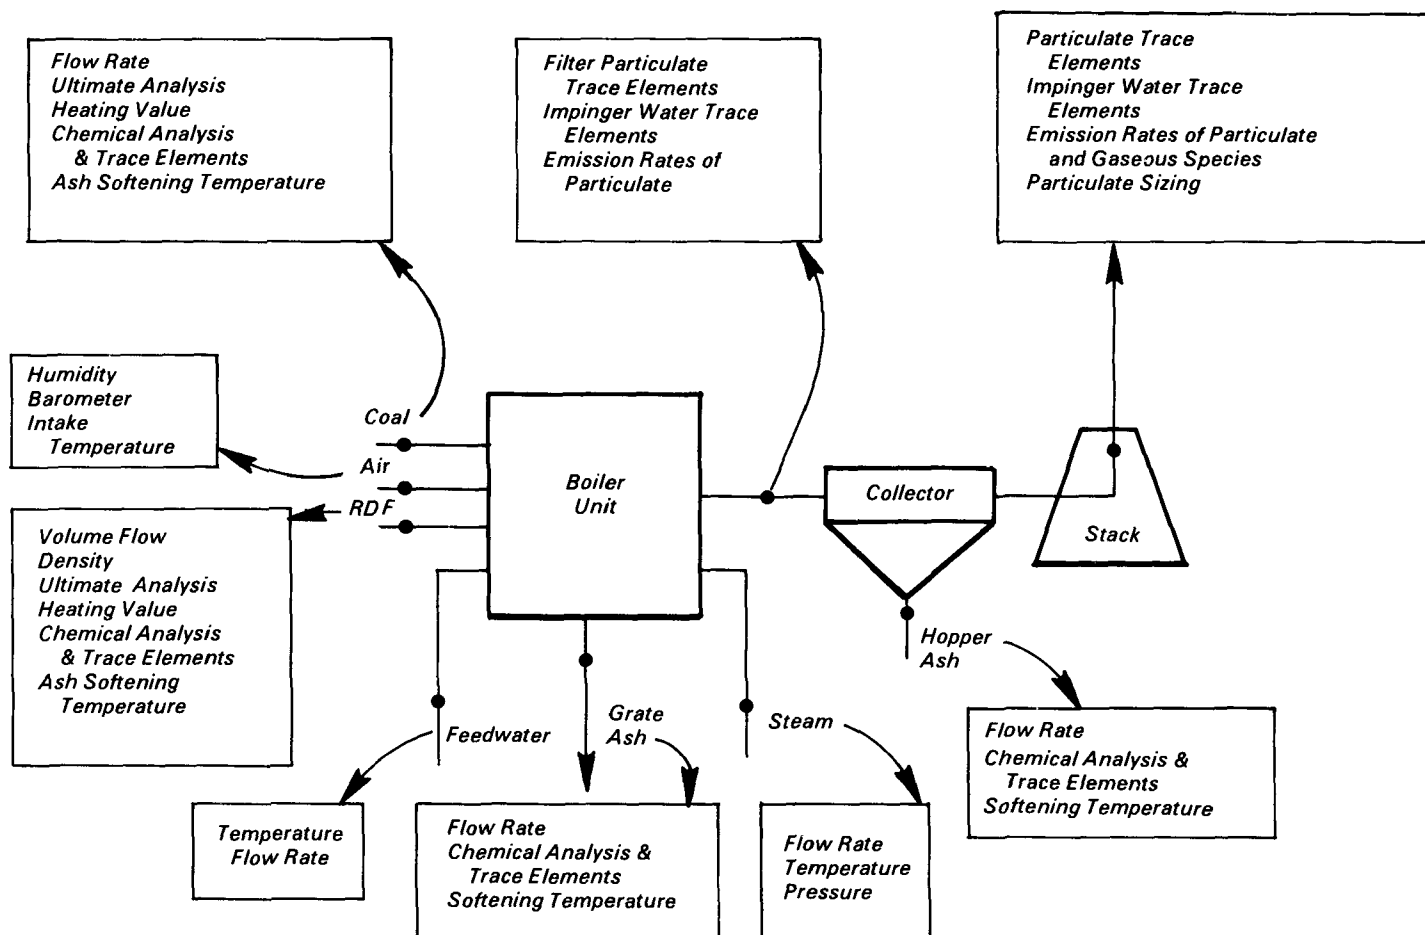 Flow Rate
Ultimate Analysis
Heating Value
Chemical Analysis
& Trace Elements
Ash Softening Temperature
Filter Particulate
Trace Elements
Impinger Water Trace
Elements
Emission Rates of
Particulate
Particulate Trace
Elements
Impinger Water Trace
Elements
Emission Rates of Particulate
and Gaseous Species
Particulate Sizing
Humidity
Barometer
Intake
Temperature
Coal
Air
RDF
Boiler
Unit
Collector
Stack
Volume Flow
Density
Ultimate Analysis
Heating Value
Chemical Analysis
& Trace Elements
Ash Softening
Temperature
Feedwater
Grate
Ash
Steam
Hopper
Ash
Temperature
Flow Rate
Flow Rate
Chemical Analysis &
Trace Elements
Softening Temperature
Flow Rate
Temperature
Pressure
Flow Rate
Chemical Analysis &
Trace Elements
Softening Temperature